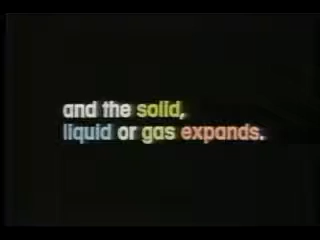 and the solid,
liquid or gas expands.